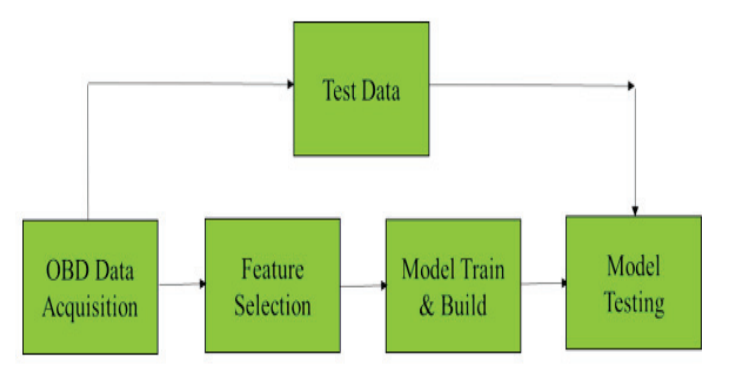 Test Data
OBD Data
Acquisition
Feature
Selection
Model Train
& Build
Model
Testing